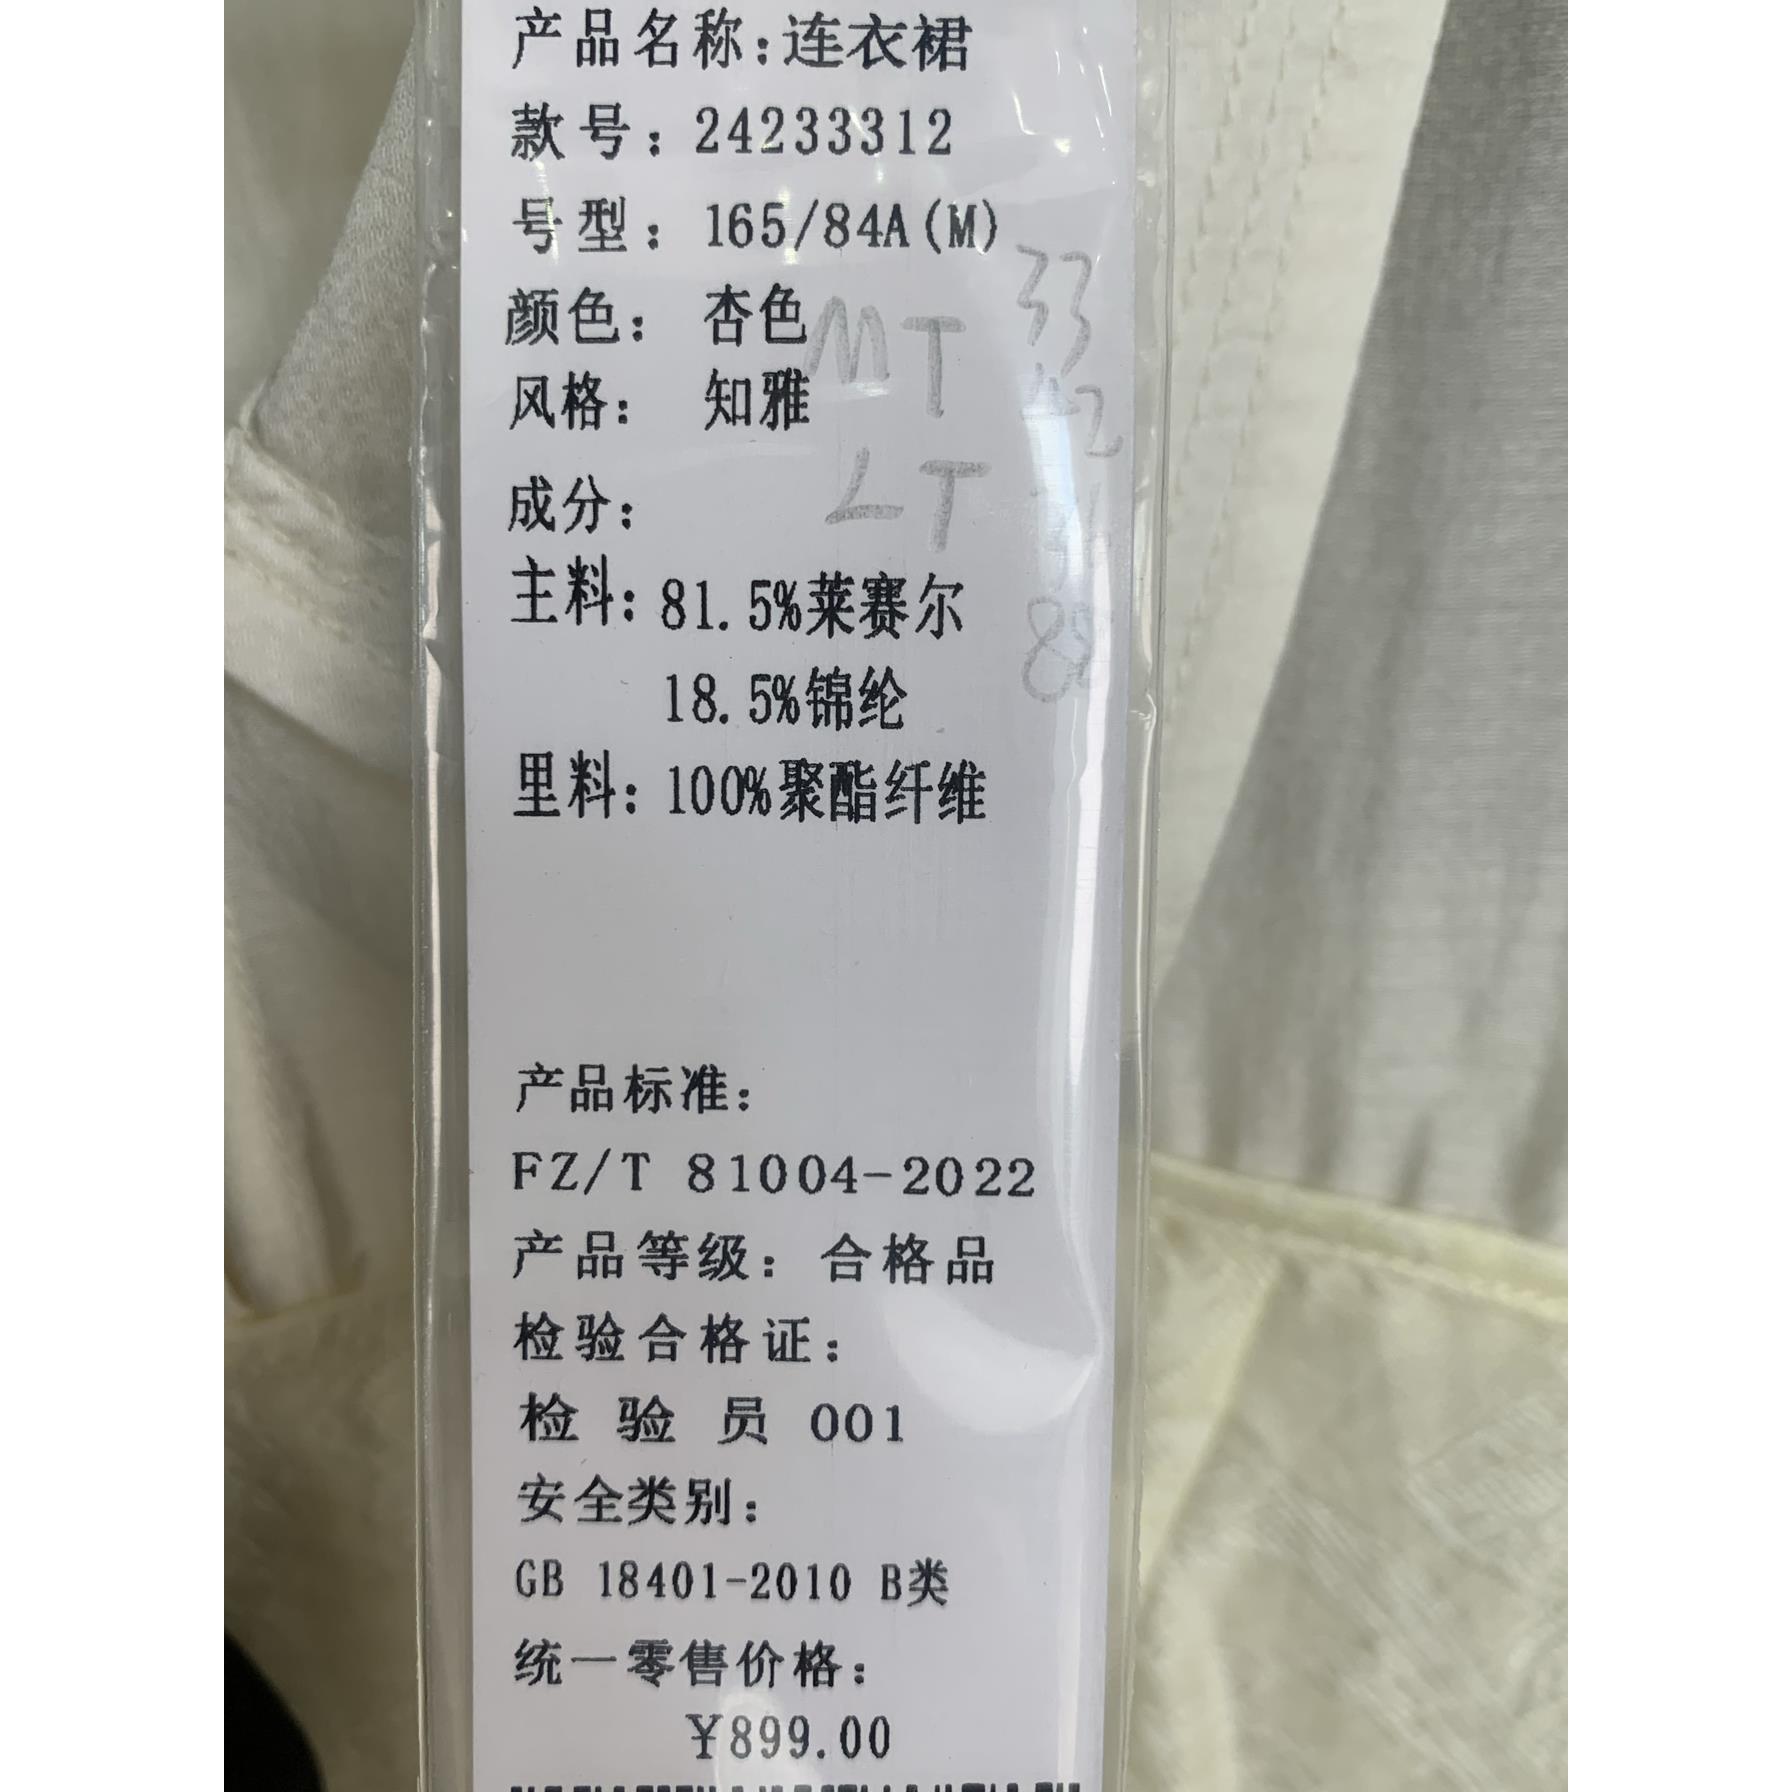 产品名称:连衣裙
款号: 24233312
号型: 165/84A(M)
33
颜色: 杏色
MT
风格: 知雅
LT
成分:
主料: 81.5%莱赛尔
18.5%锦纶
里料: 100%聚酯纤维
产品标准:
FZ/T 81004-2022
产品等级: 合格品
检验合格证:
检验员 001
安全类别:
GB 18401-2010 B类
统一零售价格:
¥899.00